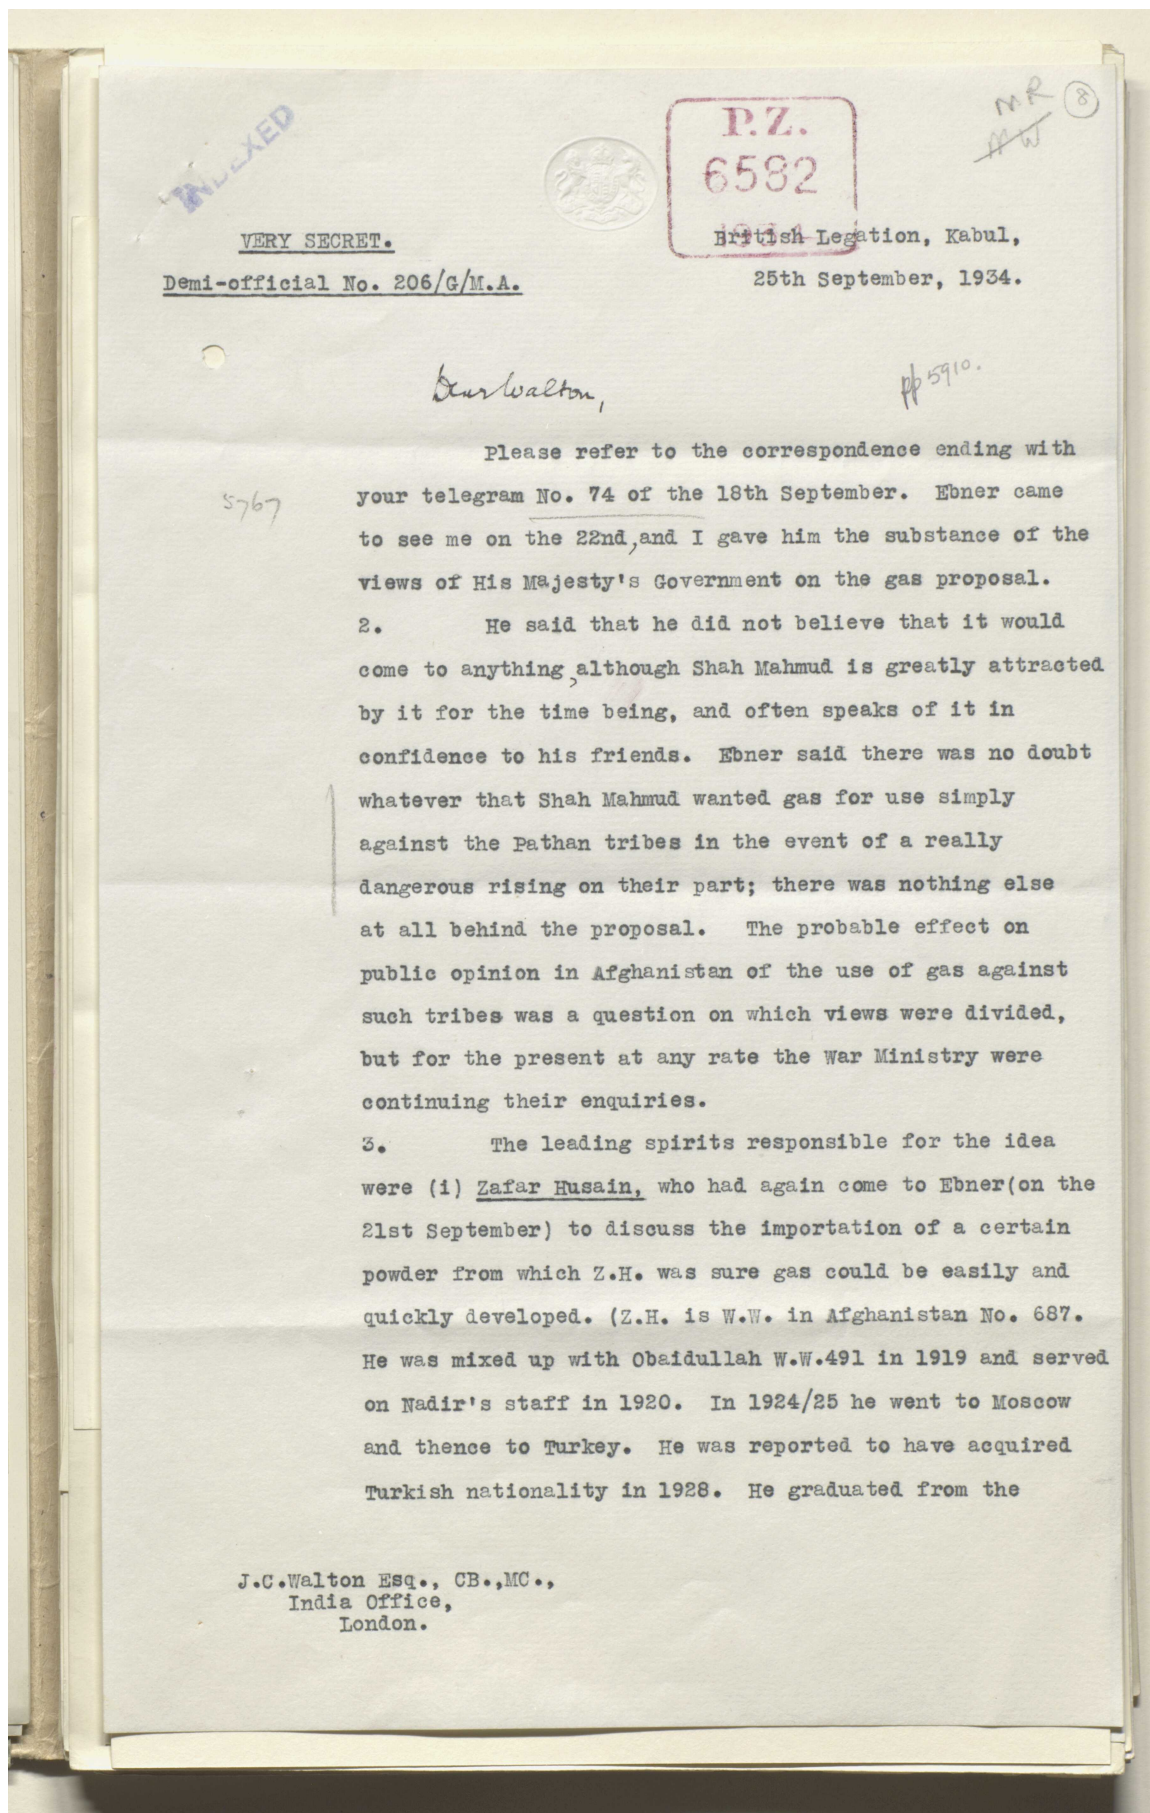 INDEXED
P.Z.
6582
1934
MR
MW
8
VERY SECRET.
British Legation, Kabul,
Demi-official No. 206/G/M.A.
25th September, 1934.
Dear Walton,
pp 5910.
Please refer to the correspondence ending with
5767
your telegram No. 74 of the 18th September. Ebner came
to see me on the 22nd, and I gave him the substance of the
views of His Majesty's Government on the gas proposal.
2. He said that he did not believe that it would
come to anything, although Shah Mahmud is greatly attracted
by it for the time being, and often speaks of it in
confidence to his friends. Ebner said there was no doubt
whatever that Shah Mahmud wanted gas for use simply
against the Pathan tribes in the event of a really
dangerous rising on their part; there was nothing else
at all behind the proposal. The probable effect on
public opinion in Afghanistan of the use of gas against
such tribes was a question on which views were divided,
but for the present at any rate the War Ministry were
continuing their enquiries.
3. The leading spirits responsible for the idea
were (i) Zafar Husain, who had again come to Ebner(on the
21st September) to discuss the importation of a certain
powder from which Z.H. was sure gas could be easily and
quickly developed. (Z.H. is W.W. in Afghanistan No. 687.
He was mixed up with Obaidullah W.W.491 in 1919 and served
on Nadir's staff in 1920. In 1924/25 he went to Moscow
and thence to Turkey. He was reported to have acquired
Turkish nationality in 1928. He graduated from the
J.C.Walton Esq., CB.,MC.,
India Office,
London.